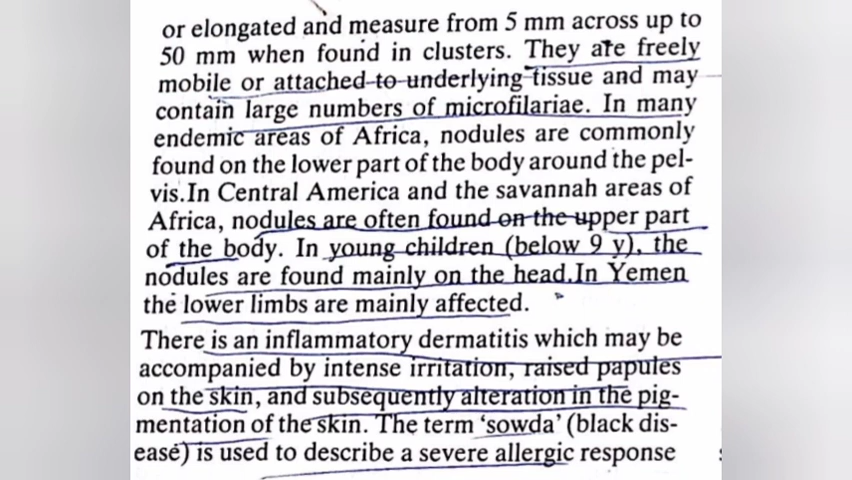 or elongated and measure from 5 mm across up to
50 mm when found in clusters. They are freely
mobile or attached to underlying tissue and may
contain large numbers of microfilariae. In many
endemic areas of Africa, nodules are commonly
found on the lower part of the body around the pel-
vis.In Central America and the savannah areas of
Africa, nodules are often found on the upper part
of the body. In young children (below 9 y), the
nodules are found mainly on the head.In Yemen
the lower limbs are mainly affected.
There is an inflammatory dermatitis which may be
accompanied by intense irritation, raised papules
on the skin, and subsequently alteration in the pig-
mentation of the skin. The term ‘sowda’ (black dis-
ease) is used to describe a severe allergic response